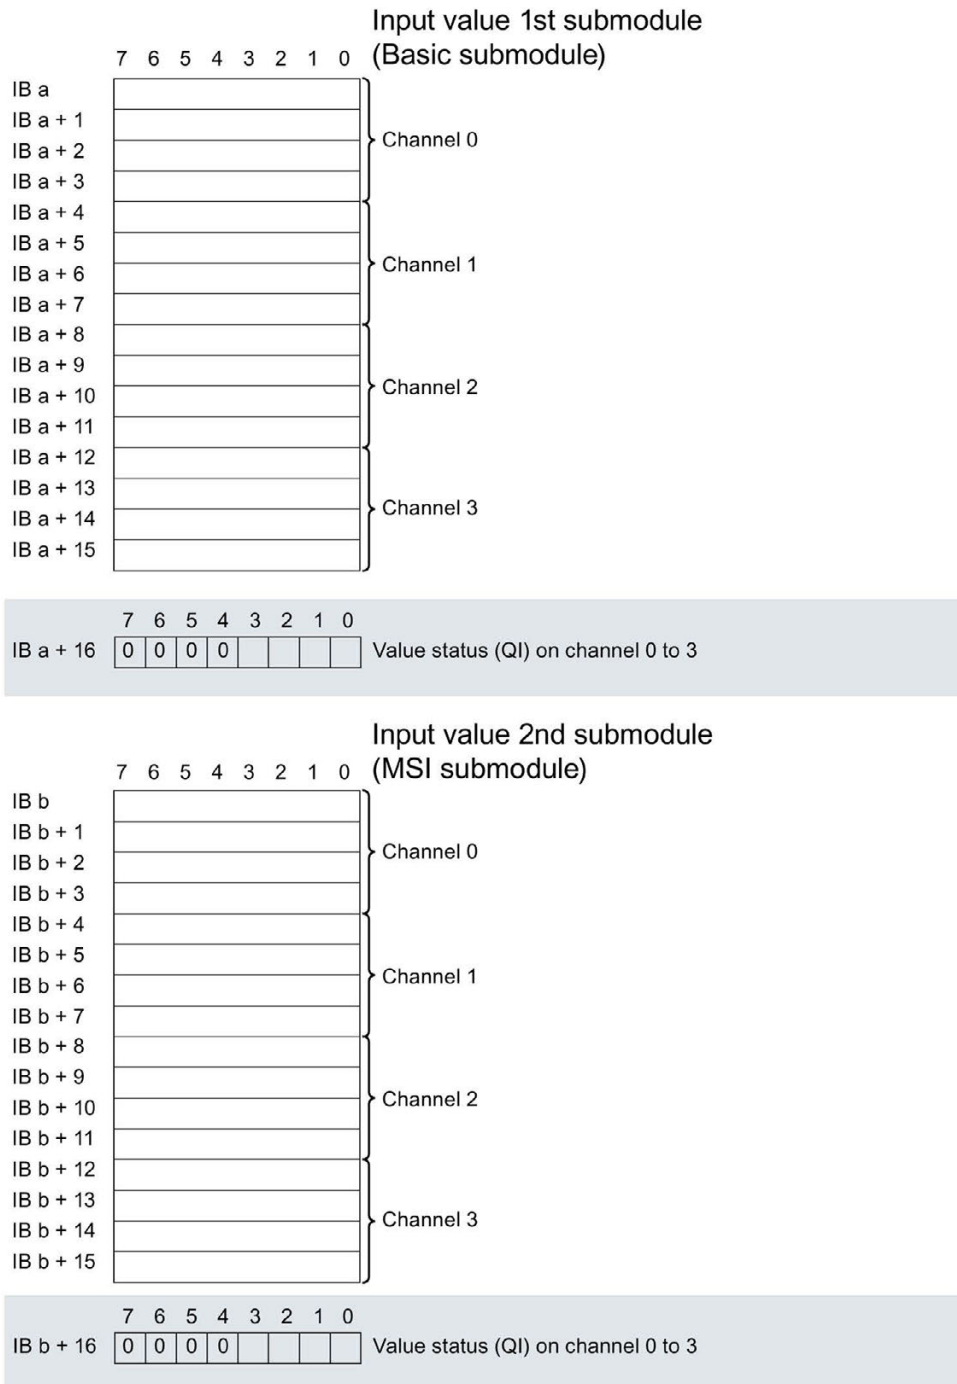 Input value 1st submodule
(Basic submodule)
7 6 5 4 3 2 1 0
IB a
IB a + 1
IB a + 2
IB a + 3
Channel 0
IB a + 4
IB a + 5
IB a + 6
IB a + 7
Channel 1
IB a + 8
IB a + 9
IB a + 10
IB a + 11
Channel 2
IB a + 12
IB a + 13
IB a + 14
IB a + 15
Channel 3
7 6 5 4 3 2 1 0
IB a + 16 0 0 0 0 Value status (QI) on channel 0 to 3
Input value 2nd submodule
(MSI submodule)
7 6 5 4 3 2 1 0
IB b
IB b + 1
IB b + 2
IB b + 3
Channel 0
IB b + 4
IB b + 5
IB b + 6
IB b + 7
Channel 1
IB b + 8
IB b + 9
IB b + 10
IB b + 11
Channel 2
IB b + 12
IB b + 13
IB b + 14
IB b + 15
Channel 3
7 6 5 4 3 2 1 0
IB b + 16 0 0 0 0 Value status (QI) on channel 0 to 3